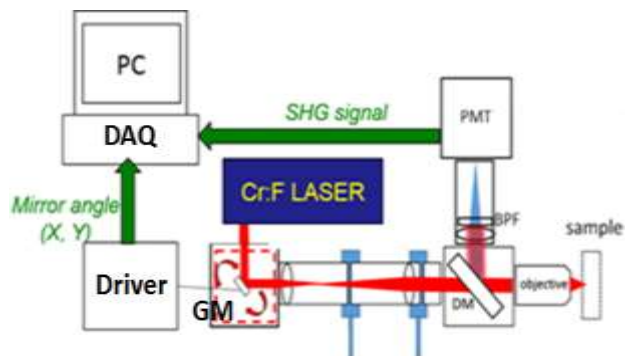 PC
DAQ
SHG signal
PMT
Cr:F LASER
Mirror angle
(X, Y)
BPF
sample
Driver
GM
DM
objective